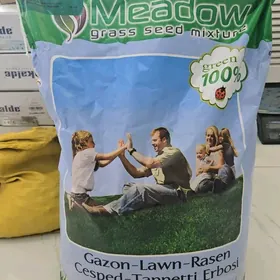 Meadow
grass seed mixture
green
100%
Gazon-Lawn-Rasen
Cesped-Tappetti Erbosi